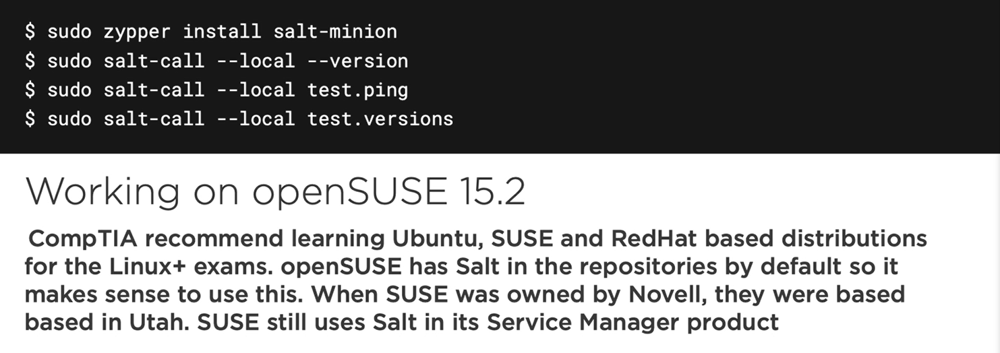 $ sudo zypper install salt-minion
$ sudo salt-call --local --version
$ sudo salt-call --local test.ping
$ sudo salt-call --local test.versions
Working on openSUSE 15.2
CompTIA recommend learning Ubuntu, SUSE and RedHat based distributions
for the Linux+ exams. openSUSE has Salt in the repositories by default so it
makes sense to use this. When SUSE was owned by Novell, they were based
based in Utah. SUSE still uses Salt in its Service Manager product